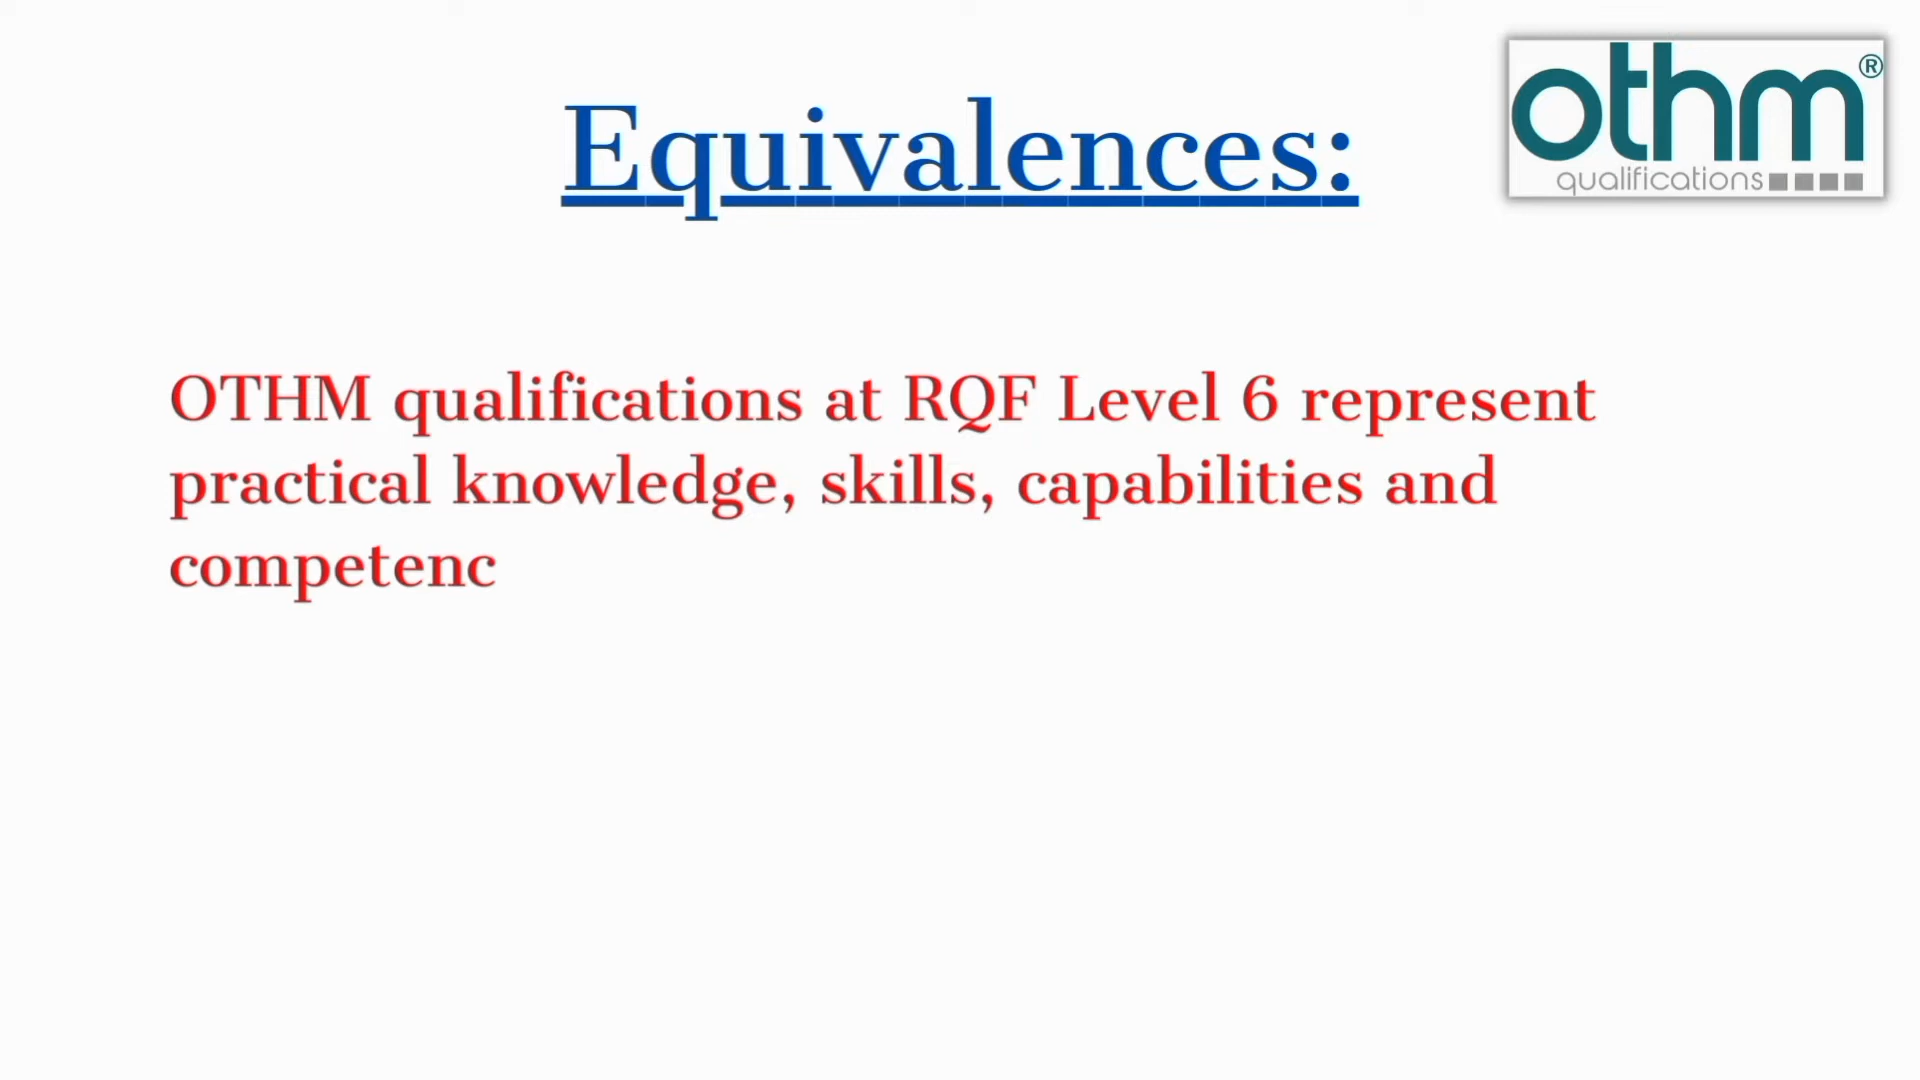 Equivalences:
othm®
qualifications
OTHM qualifications at RQF Level 6 represent
practical knowledge, skills, capabilities and
competenc